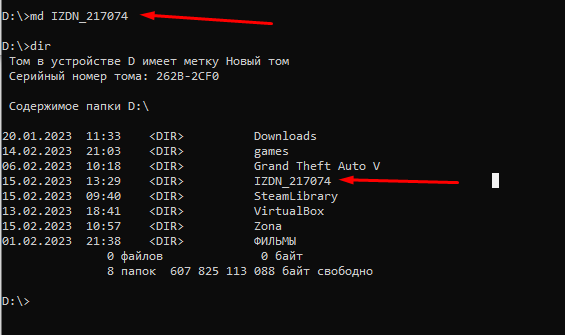 D:\>md IZDN_217074
D:\>dir
Том в устройстве D имеет метку Новый том
Серийный номер тома: 262B-2CF0
Содержимое папки D:\
20.01.2023 11:33 <DIR> Downloads
14.02.2023 21:03 <DIR> games
06.02.2023 10:18 <DIR> Grand Theft Auto V
15.02.2023 13:29 <DIR> IZDN_217074
15.02.2023 09:40 <DIR> SteamLibrary
13.02.2023 18:41 <DIR> VirtualBox
15.02.2023 10:57 <DIR> Zona
01.02.2023 21:38 <DIR> ФИЛЬМЫ
0 файлов 0 байт
8 папок 607 825 113 088 байт свободно
D:\>